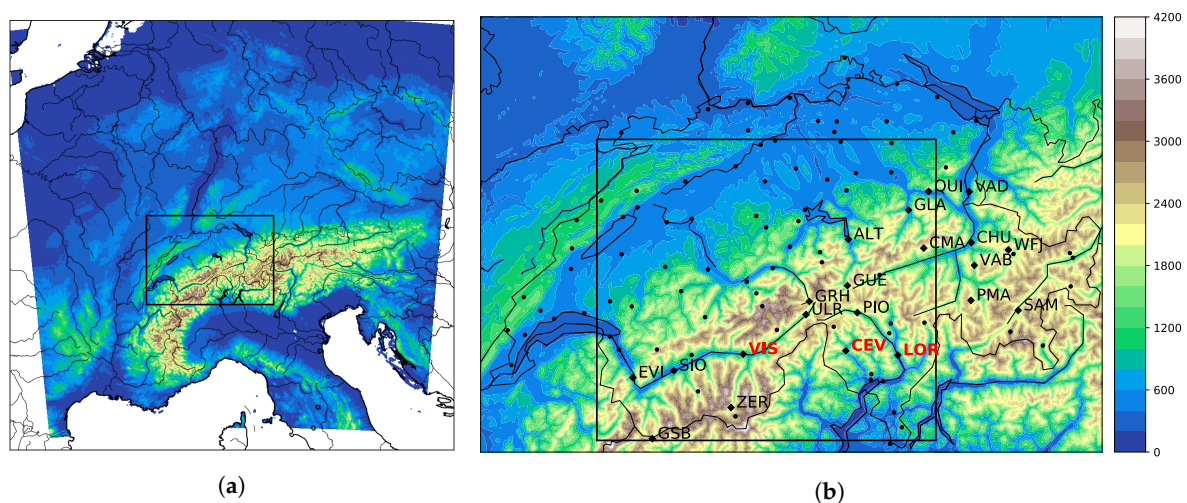 4200
3600
3000
2400
1800
1200
600
0
QUI VAD
GLA
ALT
CMA CHU WFJ
VAB
GUE
GRH
ULR PIO
PMA
SAM
VIS
CEV LOR
SIO
EVI
ZER
GSB
(a)
(b)